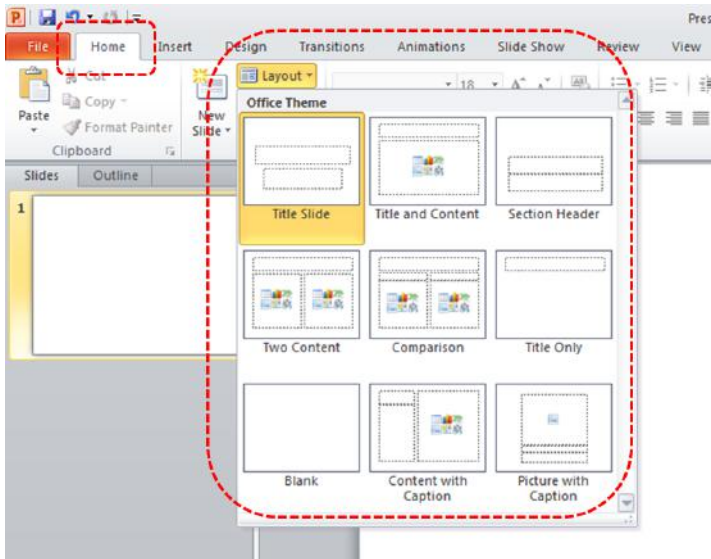 P
Pres
File Home Insert Design Transitions Animations Slide Show Review View
Cut
Copy
Format Painter
Paste
Clipboard
New
Slide
Layout
18
Slides Outline
1
Office Theme
Title Slide Title and Content Section Header
Two Content Comparison Title Only
Blank Content with Caption Picture with Caption